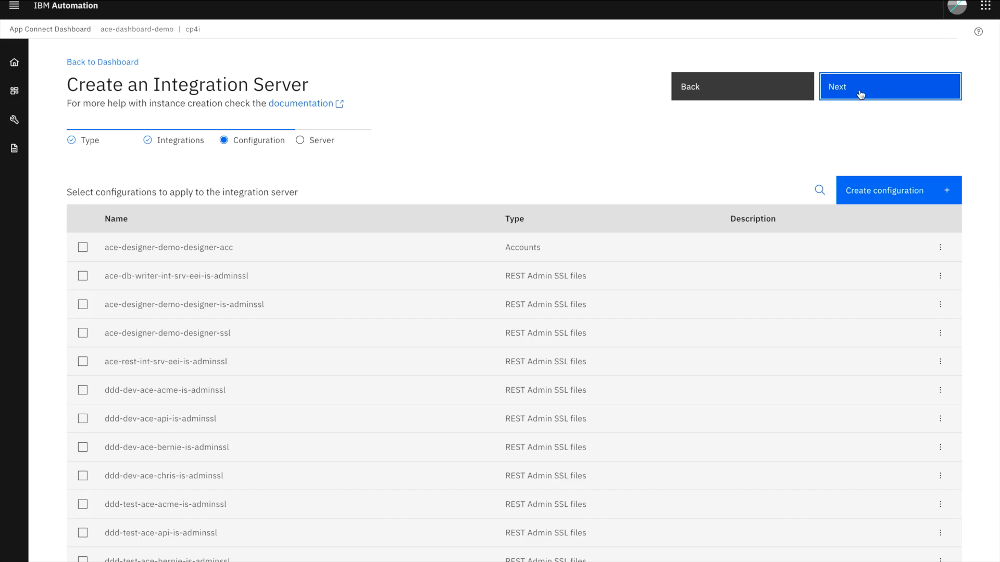 IBM Automation
App Connect Dashboard ace-dashboard-demo | cp4i
Back to Dashboard
Create an Integration Server
For more help with instance creation check the documentation
Back
Next
Type
Integrations
Configuration
Server
Select configurations to apply to the integration server
Create configuration +
Name Type Description
ace-designer-demo-designer-acc Accounts
ace-db-writer-int-srv-eei-is-adminssl REST Admin SSL files
ace-designer-demo-designer-is-adminssl REST Admin SSL files
ace-designer-demo-designer-ssl REST Admin SSL files
ace-rest-int-srv-eei-is-adminssl REST Admin SSL files
ddd-dev-ace-acme-is-adminssl REST Admin SSL files
ddd-dev-ace-api-is-adminssl REST Admin SSL files
ddd-dev-ace-bernie-is-adminssl REST Admin SSL files
ddd-dev-ace-chris-is-adminssl REST Admin SSL files
ddd-test-ace-acme-is-adminssl REST Admin SSL files
ddd-test-ace-api-is-adminssl REST Admin SSL files
ddd-test-ace-bernie-is-adminssl REST Admin SSL files